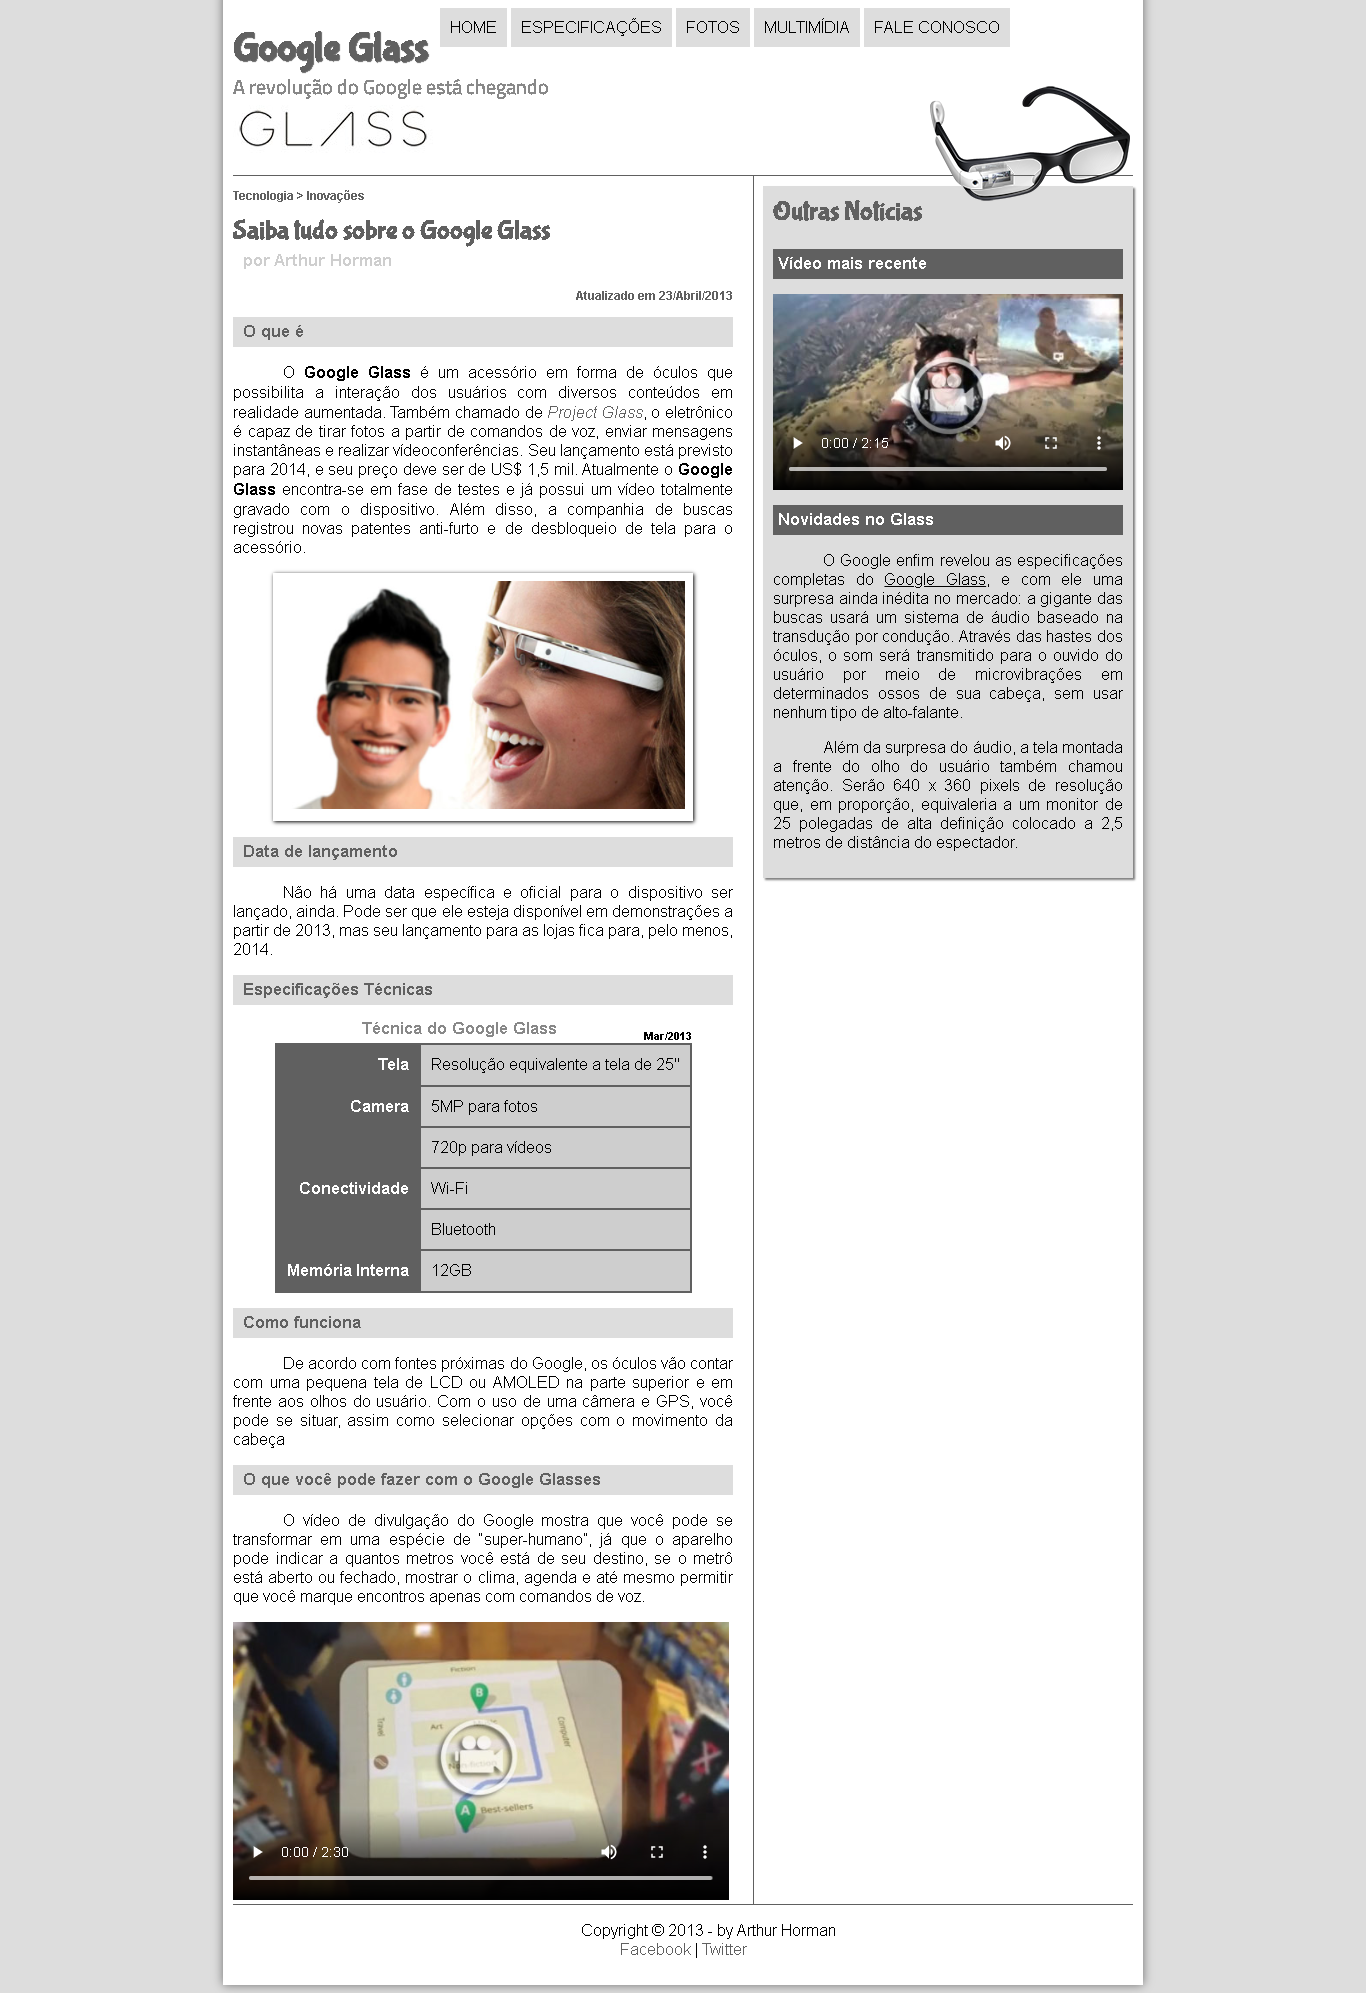 Google Glass
HOME
ESPECIFICAÇÕES
FOTOS
MULTIMÍDIA
FALE CONOSCO
A revolução do Google está chegando
GLASS
Tecnologia > Inovações
Saiba tudo sobre o Google Glass
por Arthur Horman
Atualizado em 23/Abril/2013
O que é
O Google Glass é um acessório em forma de óculos que
possibilita a interação dos usuários com diversos conteúdos em
realidade aumentada. Também chamado de Project Glass, o eletrônico
é capaz de tirar fotos a partir de comandos de voz, enviar mensagens
instantâneas e realizar vídeoconferências. Seu lançamento está previsto
para 2014, e seu preço deve ser de US$ 1,5 mil. Atualmente o Google
Glass encontra-se em fase de testes e já possui um vídeo totalmente
gravado com o dispositivo. Além disso, a companhia de buscas
registrou novas patentes anti-furto e de desbloqueio de tela para o
acessório.
Data de lançamento
Não há uma data específica e oficial para o dispositivo ser
lançado, ainda. Pode ser que ele esteja disponível em demonstrações a
partir de 2013, mas seu lançamento para as lojas fica para, pelo menos,
2014.
Especificações Técnicas
Técnica do Google Glass
Mar/2013
Tela Resolução equivalente a tela de 25"
Camera 5MP para fotos
720p para vídeos
Conectividade Wi-Fi
Bluetooth
Memória Interna 12GB
Como funciona
De acordo com fontes próximas do Google, os óculos vão contar
com uma pequena tela de LCD ou AMOLED na parte superior e em
frente aos olhos do usuário. Com o uso de uma câmera e GPS, você
pode se situar, assim como selecionar opções com o movimento da
cabeça
O que você pode fazer com o Google Glasses
O vídeo de divulgação do Google mostra que você pode se
transformar em uma espécie de "super-humano", já que o aparelho
pode indicar a quantos metros você está de seu destino, se o metrô
está aberto ou fechado, mostrar o clima, agenda e até mesmo permitir
que você marque encontros apenas com comandos de voz.
Fiction
B
Travel
Art
Computer
A
Best-sellers
0:00 / 2:30
Outras Notícias
Vídeo mais recente
0:00 / 2:15
Novidades no Glass
O Google enfim revelou as especificações
completas do Google Glass, e com ele uma
surpresa ainda inédita no mercado: a gigante das
buscas usará um sistema de áudio baseado na
transdução por condução. Através das hastes dos
óculos, o som será transmitido para o ouvido do
usuário por meio de microvibrações em
determinados ossos de sua cabeça, sem usar
nenhum tipo de alto-falante.
Além da surpresa do áudio, a tela montada
a frente do olho do usuário também chamou
atenção. Serão 640 x 360 pixels de resolução
que, em proporção, equivaleria a um monitor de
25 polegadas de alta definição colocado a 2,5
metros de distância do espectador.
Copyright © 2013 - by Arthur Horman
Facebook | Twitter